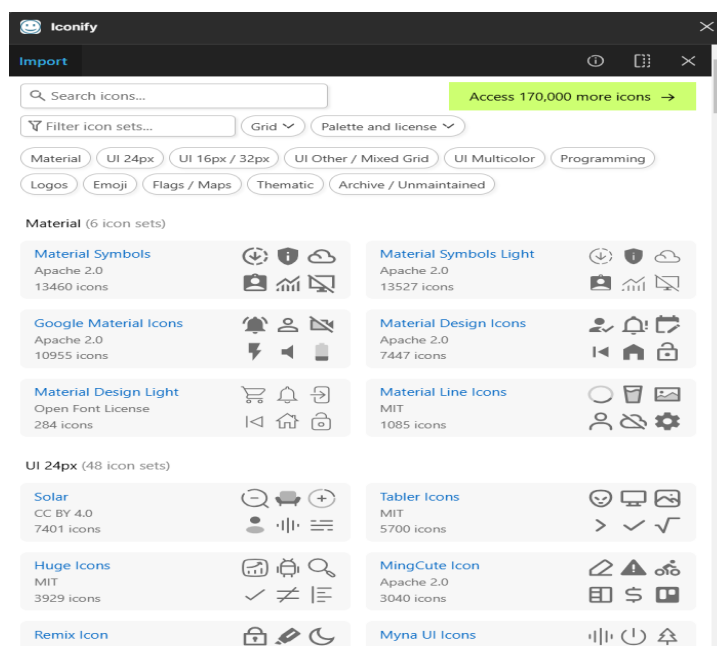 Iconify
Import
Search icons...
Access 170,000 more icons →
Filter icon sets...
Grid
Palette and license
Material
UI 24px
UI 16px / 32px
UI Other / Mixed Grid
UI Multicolor
Programming
Logos
Emoji
Flags / Maps
Thematic
Archive / Unmaintained
Material (6 icon sets)
Material Symbols
Apache 2.0
13460 icons
Material Symbols Light
Apache 2.0
13527 icons
Google Material Icons
Apache 2.0
10955 icons
Material Design Icons
Apache 2.0
7447 icons
Material Design Light
Open Font License
284 icons
Material Line Icons
MIT
1085 icons
UI 24px (48 icon sets)
Solar
CC BY 4.0
7401 icons
Tabler Icons
MIT
5700 icons
Huge Icons
MIT
3929 icons
MingCute Icon
Apache 2.0
3040 icons
Remix Icon
Myna UI Icons